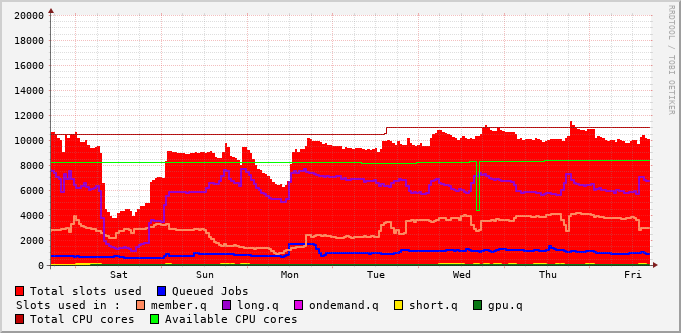 RRDTOOL / TOBI OETIKER
20000
18000
16000
14000
12000
10000
8000
6000
4000
2000
0
Sat Sun Mon Tue Wed Thu Fri
Total slots used Queued Jobs
Slots used in : member.q long.q ondemand.q short.q gpu.q
Total CPU cores Available CPU cores